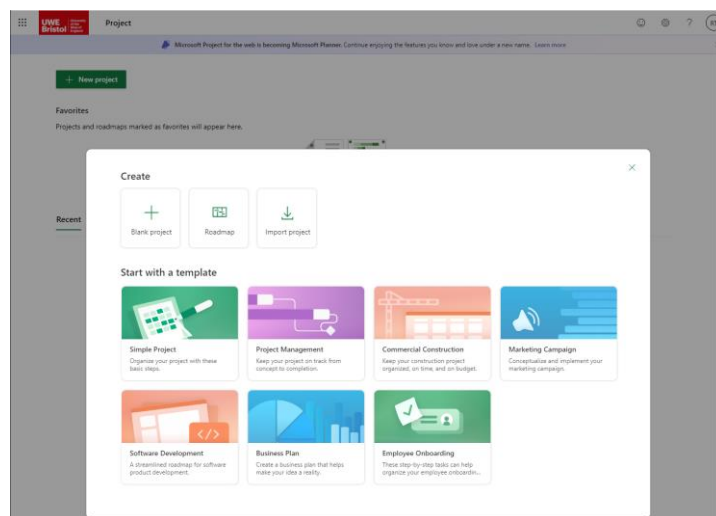 UWE Bristol University of the West of England
Project
?
Microsoft Project for the web is becoming Microsoft Planner. Continue enjoying the features you know and love under a new name. Learn more
+ New project
Favorites
Projects and roadmaps marked as favorites will appear here.
Recent
Create
Blank project
Roadmap
Import project
Start with a template
Simple Project
Organize your project with these
basic steps.
Project Management
Keep your project on track from
concept to completion.
Commercial Construction
Keep your construction project
organized, on time, and on budget.
Marketing Campaign
Conceptualize and implement your
marketing campaign.
Software Development
A streamlined roadmap for software
product development.
Business Plan
Create a business plan that helps
make your idea a reality.
Employee Onboarding
These step-by-step tasks can help
organize your employee onboardin...